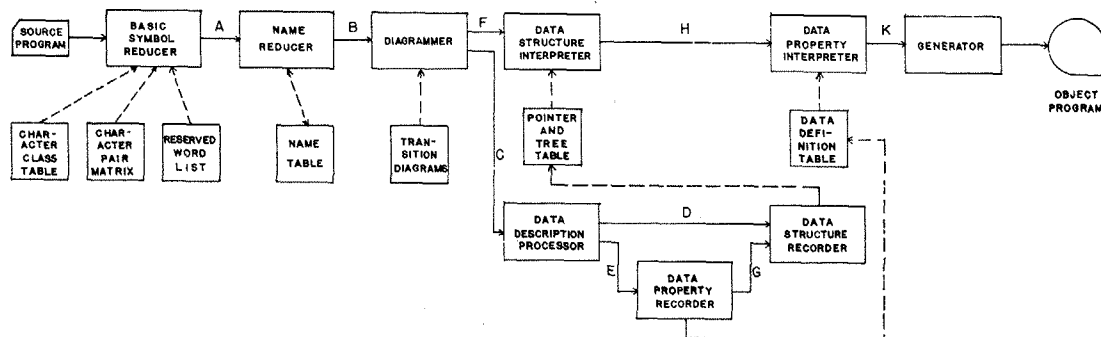 SOURCE
PROGRAM
BASIC
SYMBOL
REDUCER
A
NAME
REDUCER
B
DIAGRAMMER
F
DATA
STRUCTURE
INTERPRETER
H
DATA
PROPERTY
INTERPRETER
K
GENERATOR
OBJECT
PROGRAM
CHAR-
ACTER
CLASS
TABLE
CHAR-
ACTER
PAIR
MATRIX
RESERVED
WORD
LIST
NAME
TABLE
TRAN-
SITION
DIAGRAMS
C
POINTER
AND
TREE
TABLE
DATA
DEFI-
NITION
TABLE
DATA
DESCRIPTION
PROCESSOR
D
DATA
STRUCTURE
RECORDER
E
DATA
PROPERTY
RECORDER
G